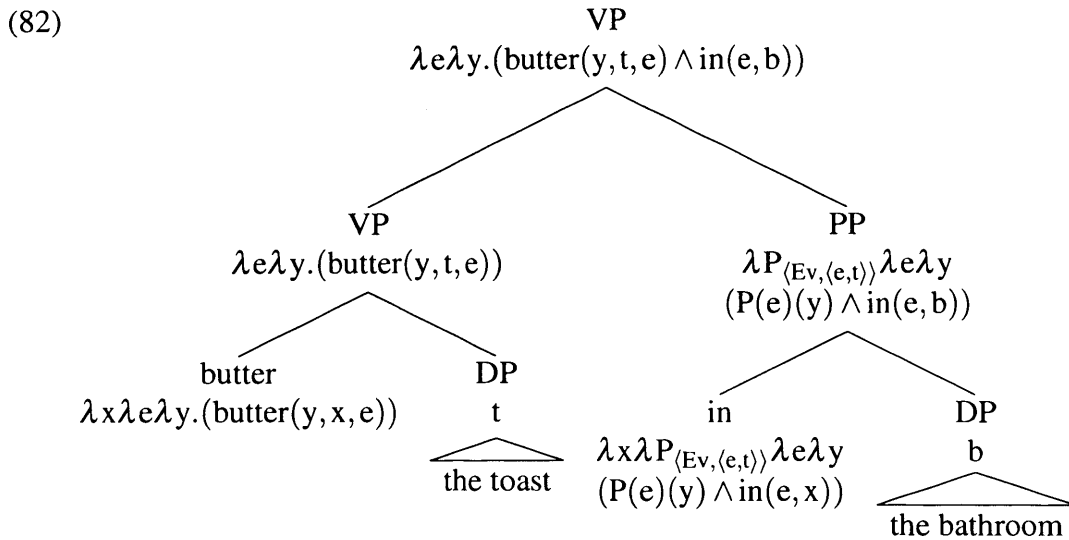 (82)
VP
λeλy.(butter(y,t,e) ∧ in(e,b))
VP PP
λeλy.(butter(y,t,e)) λP⟨Ev,⟨e,t⟩⟩λeλy
(P(e)(y) ∧ in(e,b))
butter DP in DP
λxλeλy.(butter(y,x,e)) t λxλP⟨Ev,⟨e,t⟩⟩λeλy b
the toast (P(e)(y) ∧ in(e,x)) the bathroom